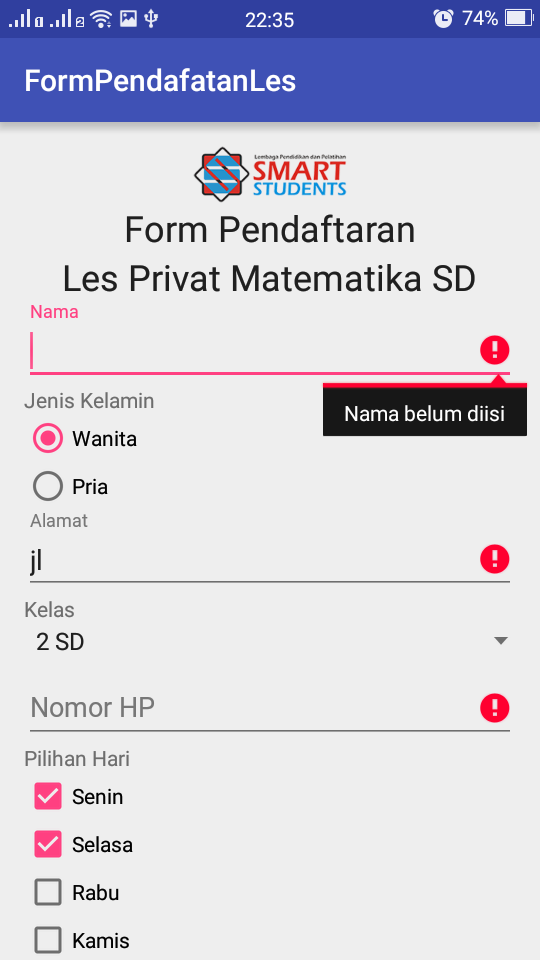 22:35
74%
FormPendafatanLes
Lembaga Pendidikan dan Pelatihan
SMART
STUDENTS
Form Pendaftaran
Les Privat Matematika SD
Nama
Nama belum diisi
Jenis Kelamin
Wanita
Pria
Alamat
jl
Kelas
2 SD
Nomor HP
Pilihan Hari
Senin
Selasa
Rabu
Kamis